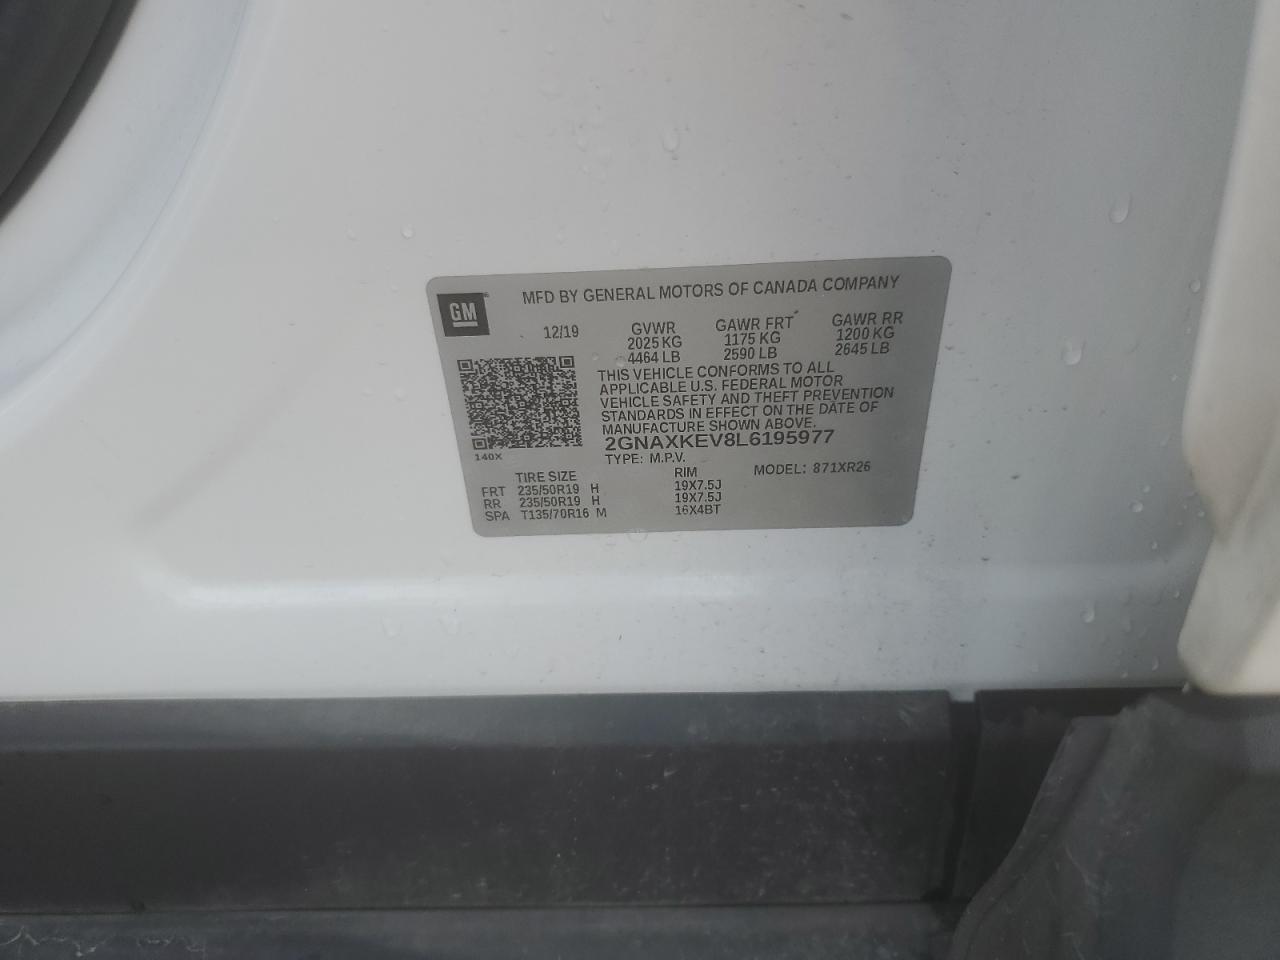 GM
MFD BY GENERAL MOTORS OF CANADA COMPANY
12/19 GVWR GAWR FRT GAWR RR
2025 KG 1175 KG 1200 KG
4464 LB 2590 LB 2645 LB
THIS VEHICLE CONFORMS TO ALL
APPLICABLE U.S. FEDERAL MOTOR
VEHICLE SAFETY AND THEFT PREVENTION
STANDARDS IN EFFECT ON THE DATE OF
MANUFACTURE SHOWN ABOVE.
2GNAXKEV8L6195977
140X
TYPE: M.P.V. MODEL: 871XR26
TIRE SIZE RIM
FRT 235/50R19 H 19X7.5J
RR 235/50R19 H 19X7.5J
SPA T135/70R16 M 16X4BT